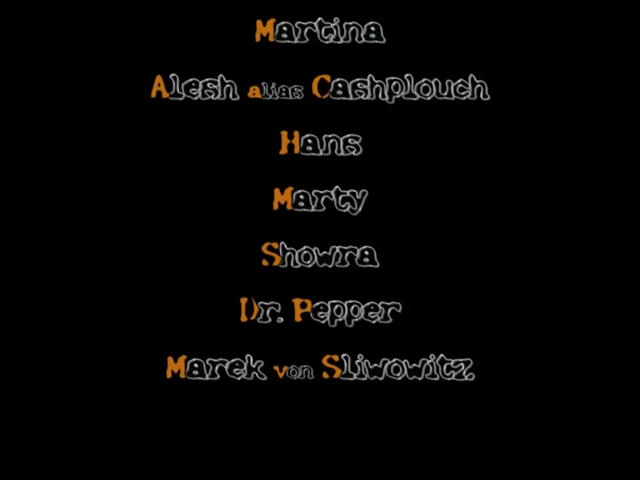 Martina
Alesh alias Cashplouch
Hans
Marty
Showra
Dr. Pepper
Marek von Sliwowitz